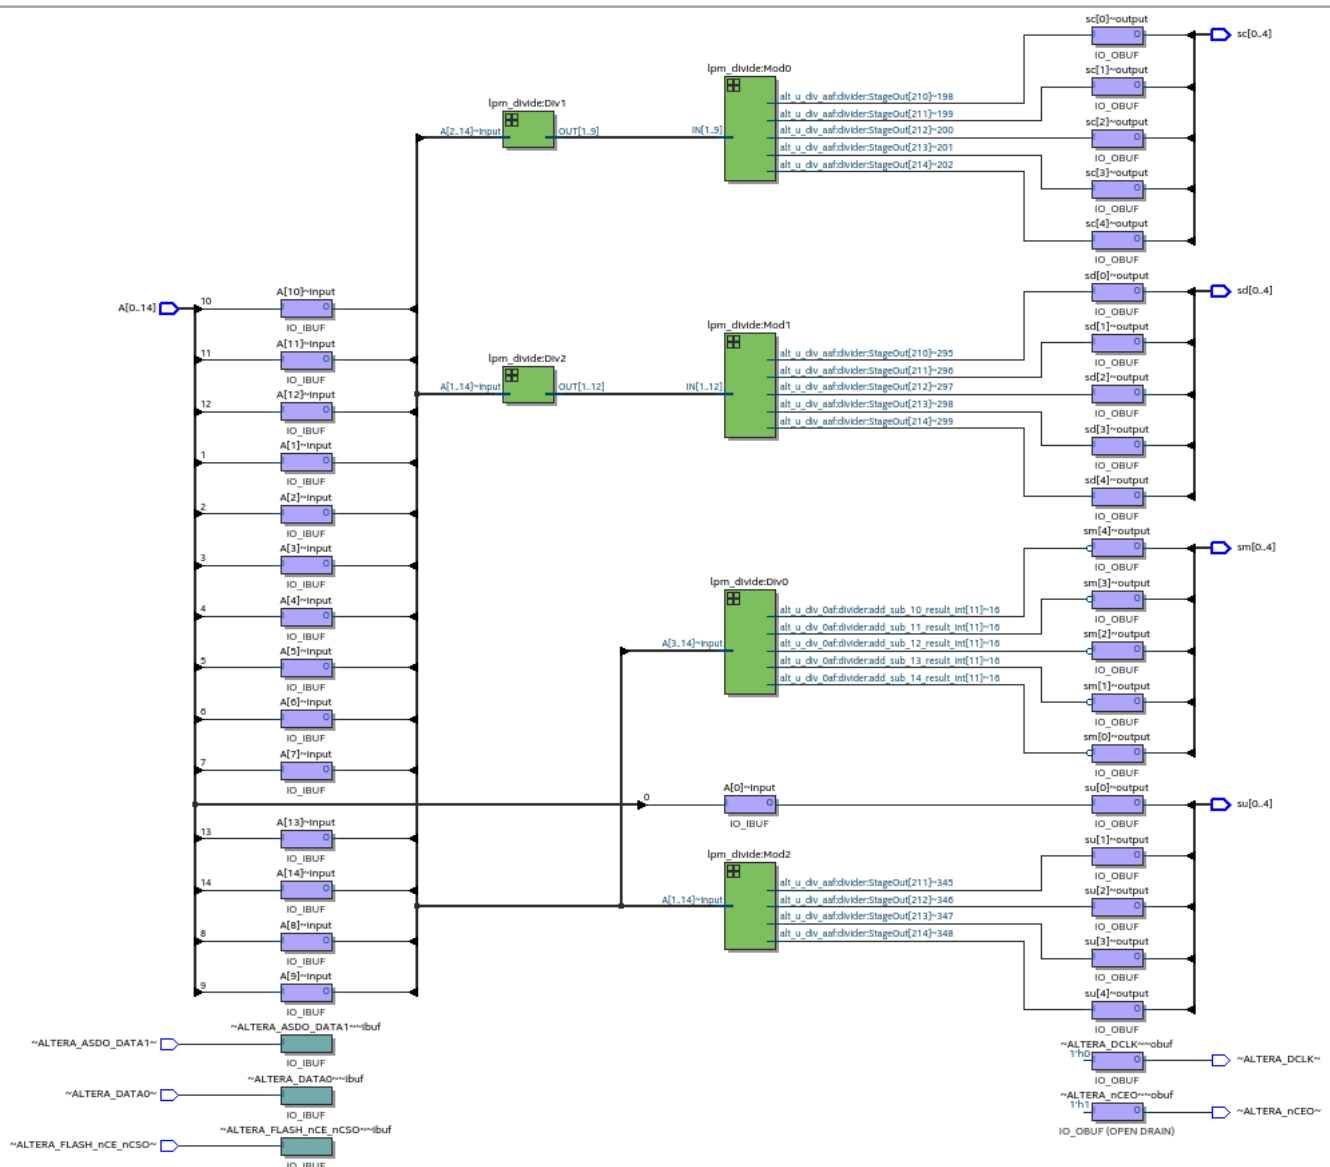 sc[0]~output
sc[0..4]
IO_OBUF
lpm_divide:Mod0
sc[1]~output
alt_u_div_aaf:divider:StageOut[210]~198
IO_OBUF
lpm_divide:Div1
alt_u_div_aaf:divider:StageOut[211]~199
sc[2]~output
A[2..14]~input
OUT[1..9]
IN[1..9]
alt_u_div_aaf:divider:StageOut[212]~200
alt_u_div_aaf:divider:StageOut[213]~201
IO_OBUF
alt_u_div_aaf:divider:StageOut[214]~202
sc[3]~output
IO_OBUF
sc[4]~output
IO_OBUF
sd[0]~output
sd[0..4]
A[0..14]
10
A[10]~input
IO_IBUF
IO_OBUF
lpm_divide:Mod1
sd[1]~output
11
A[11]~input
IO_IBUF
lpm_divide:Div2
alt_u_div_aaf:divider:StageOut[210]~295
IO_OBUF
alt_u_div_aaf:divider:StageOut[211]~296
sd[2]~output
A[1..14]~input
OUT[1..12]
IN[1..12]
alt_u_div_aaf:divider:StageOut[212]~297
12
A[12]~input
IO_IBUF
alt_u_div_aaf:divider:StageOut[213]~298
IO_OBUF
alt_u_div_aaf:divider:StageOut[214]~299
sd[3]~output
1
A[1]~input
IO_IBUF
IO_OBUF
sd[4]~output
2
A[2]~input
IO_IBUF
IO_OBUF
sm[4]~output
sm[0..4]
3
A[3]~input
IO_IBUF
IO_OBUF
lpm_divide:Div0
sm[3]~output
4
A[4]~input
IO_IBUF
alt_u_div_0af:divider:add_sub_10_result_int[11]~16
IO_OBUF
alt_u_div_0af:divider:add_sub_11_result_int[11]~16
sm[2]~output
A[3..14]~input
alt_u_div_0af:divider:add_sub_12_result_int[11]~16
5
A[5]~input
IO_IBUF
alt_u_div_0af:divider:add_sub_13_result_int[11]~16
IO_OBUF
alt_u_div_0af:divider:add_sub_14_result_int[11]~16
sm[1]~output
6
A[6]~input
IO_IBUF
IO_OBUF
sm[0]~output
7
A[7]~input
IO_IBUF
IO_OBUF
0
A[0]~input
IO_IBUF
su[0]~output
su[0..4]
IO_OBUF
13
A[13]~input
IO_IBUF
lpm_divide:Mod2
su[1]~output
14
A[14]~input
IO_IBUF
alt_u_div_aaf:divider:StageOut[211]~345
IO_OBUF
A[1..14]~input
alt_u_div_aaf:divider:StageOut[212]~346
su[2]~output
alt_u_div_aaf:divider:StageOut[213]~347
IO_OBUF
alt_u_div_aaf:divider:StageOut[214]~348
su[3]~output
8
A[8]~input
IO_IBUF
IO_OBUF
su[4]~output
9
A[9]~input
IO_IBUF
IO_OBUF
~ALTERA_ASDO_DATA1~
~ALTERA_ASDO_DATA1~~ibuf
IO_IBUF
~ALTERA_DCLK~~obuf
1'h0
IO_OBUF
~ALTERA_DCLK~
~ALTERA_DATA0~
~ALTERA_DATA0~~ibuf
IO_IBUF
~ALTERA_nCEO~~obuf
1'h1
IO_OBUF (OPEN DRAIN)
~ALTERA_nCEO~
~ALTERA_FLASH_nCE_nCSO~
~ALTERA_FLASH_nCE_nCSO~~ibuf
IO_IBUF